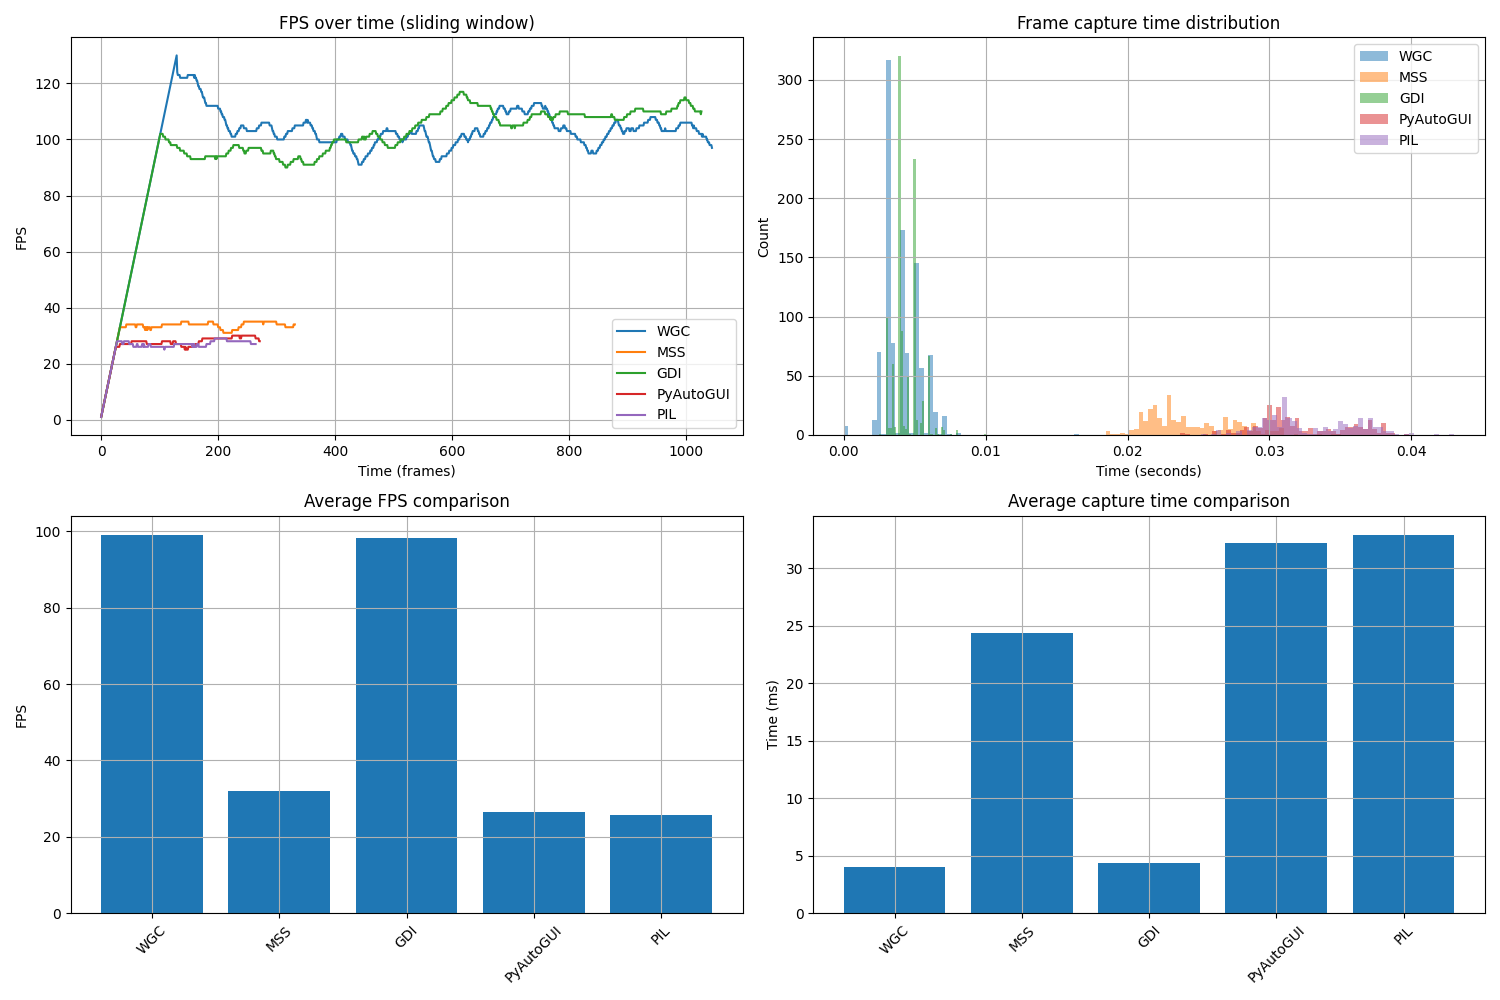 FPS over time (sliding window)
FPS
120
100
80
60
40
20
0
0 200 400 600 800 1000
Time (frames)
WGC
MSS
GDI
PyAutoGUI
PIL
Frame capture time distribution
Count
300
250
200
150
100
50
0
0.00 0.01 0.02 0.03 0.04
Time (seconds)
WGC
MSS
GDI
PyAutoGUI
PIL
Average FPS comparison
FPS
100
80
60
40
20
0
WGC MSS GDI PyAutoGUI PIL
Average capture time comparison
Time (ms)
30
25
20
15
10
5
0
WGC MSS GDI PyAutoGUI PIL